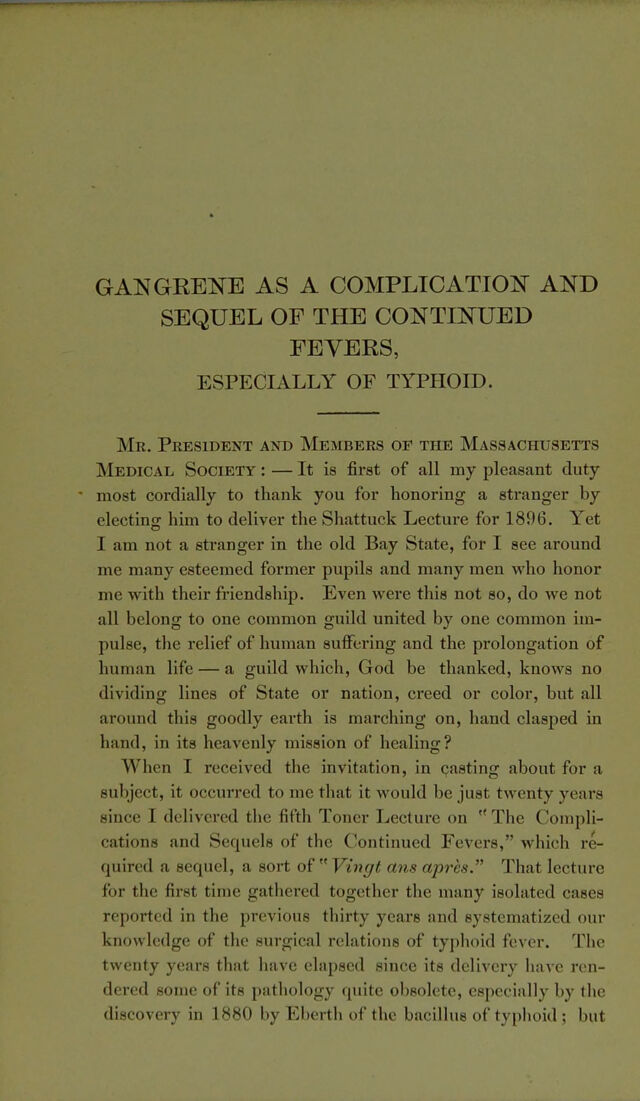 GANGRENE AS A COMPLICATION AND
SEQUEL OF THE CONTINUED
FEVERS,
ESPECIALLY OF TYPHOID.
Mr. President and Members of the Massachusetts
Medical Society: — It is first of all my pleasant duty
most cordially to thank you for honoring a stranger by
electing him to deliver the Shattuck Lecture for 1896. Yet
I am not a stranger in the old Bay State, for I see around
me many esteemed former pupils and many men who honor
me with their friendship. Even were this not so, do we not
all belong to one common guild united by one common im-
pulse, the relief of human suffering and the prolongation of
human life — a guild which, God be thanked, knows no
dividing lines of State or nation, creed or color, but all
around this goodly earth is marching on, hand clasped in
hand, in its heavenly mission of healing?
When I received the invitation, in casting about for a
subject, it occurred to me that it would be just twenty years
since I delivered the fifth Toner Lecture on "The Compli-
cations and Sequels of the Continued Fevers," which re-
quired a sequel, a sort of "Vingt ans après." That lecture
for the first time gathered together the many isolated cases
reported in the previous thirty years and systematized our
knowledge of the surgical relations of typhoid fever. The
twenty years that have elapsed since its delivery have ren-
dered some of its pathology quite obsolete, especially by the
discovery in 1880 by Eberth of the bacillus of typhoid; but